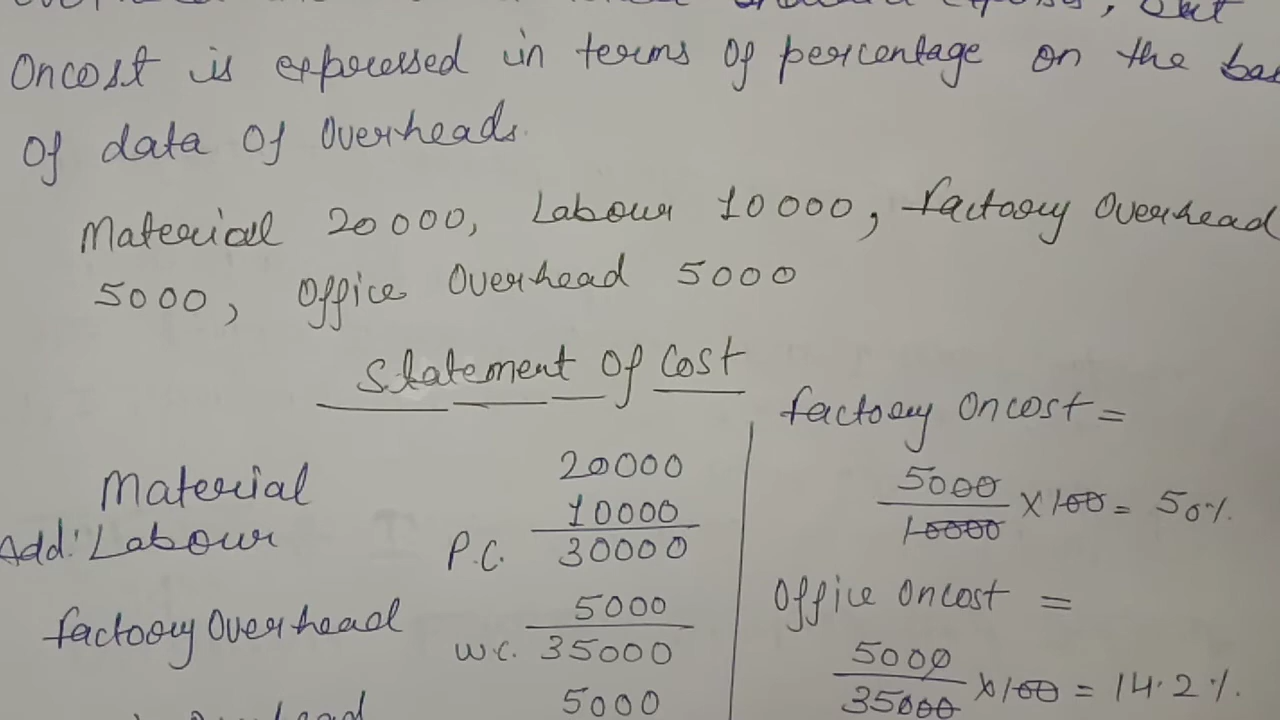 Oncost is expressed in terms of percentage on the
Of data Of Overheads.
Material 20000, Labour 10000, factory Overhead
5000, Office Overhead 5000
Statement Of Cost
Material 20000
Add: Labour 10000
P.C. 30000
factory Overhead 5000
W.C. 35000
Overhead 5000
factory Oncost =
5000/10000 × 100 = 50%.
Office Oncost =
5000/35000 × 100 = 14.2%.